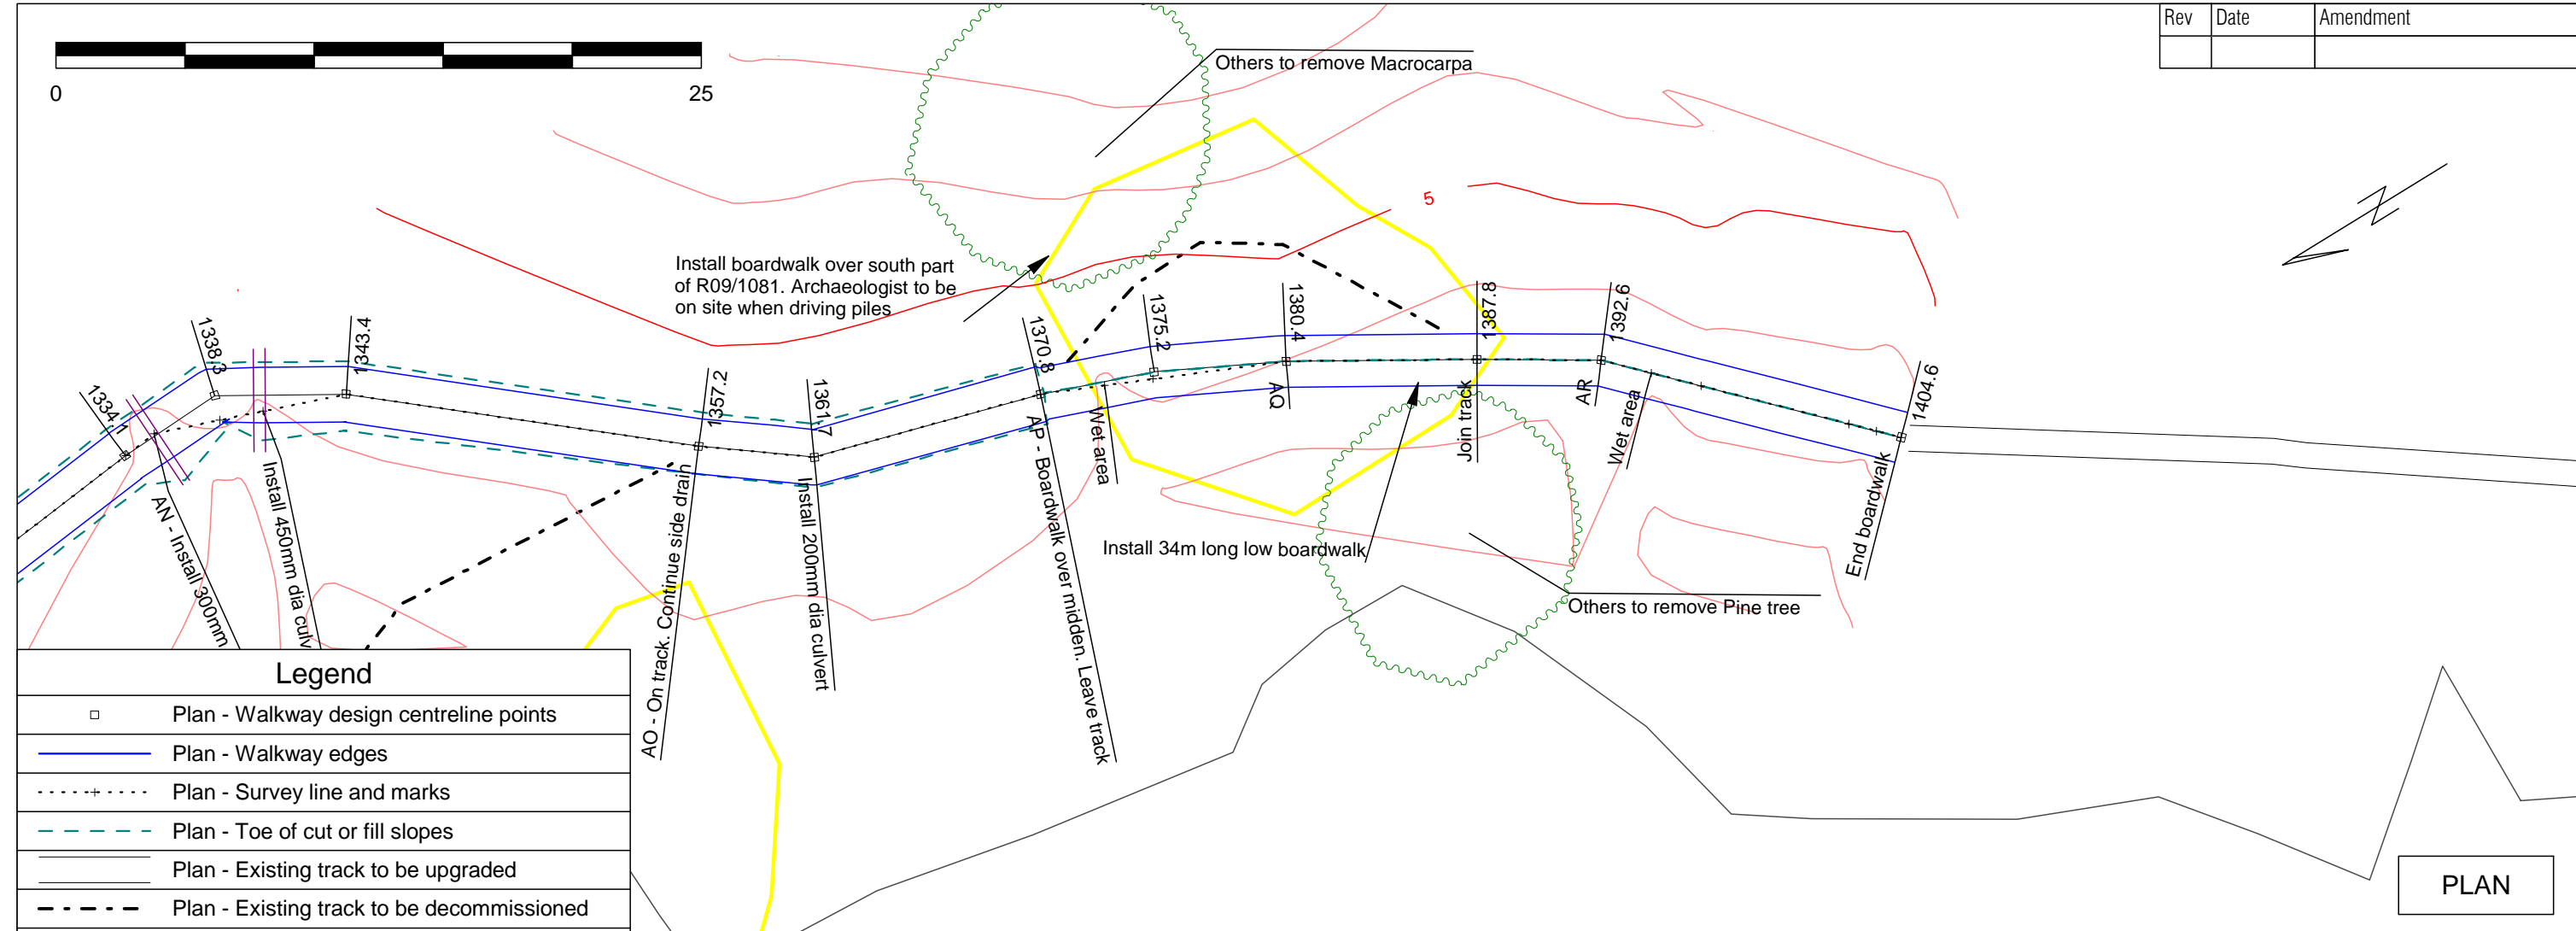 Rev Date Amendment
0 25
Others to remove Macrocarpa
5
Install boardwalk over south part
of R09/1081. Archaeologist to be
on site when driving piles
1338.3
1343.4
1357.2
1361.7
1370.8
1375.2
1380.4
1387.8
1392.6
1404.6
AN - Install 300mm
Install 450mm dia culv
AO - On track. Continue side drain
Install 200mm dia culvert
AP - Boardwalk over midden. Leave track
Wet area
AQ
Join track
AR
Wet area
End boardwalk
Install 34m long low boardwalk
Others to remove Pine tree
Legend
Plan - Walkway design centreline points
Plan - Walkway edges
Plan - Survey line and marks
Plan - Toe of cut or fill slopes
Plan - Existing track to be upgraded
Plan - Existing track to be decommissioned
PLAN